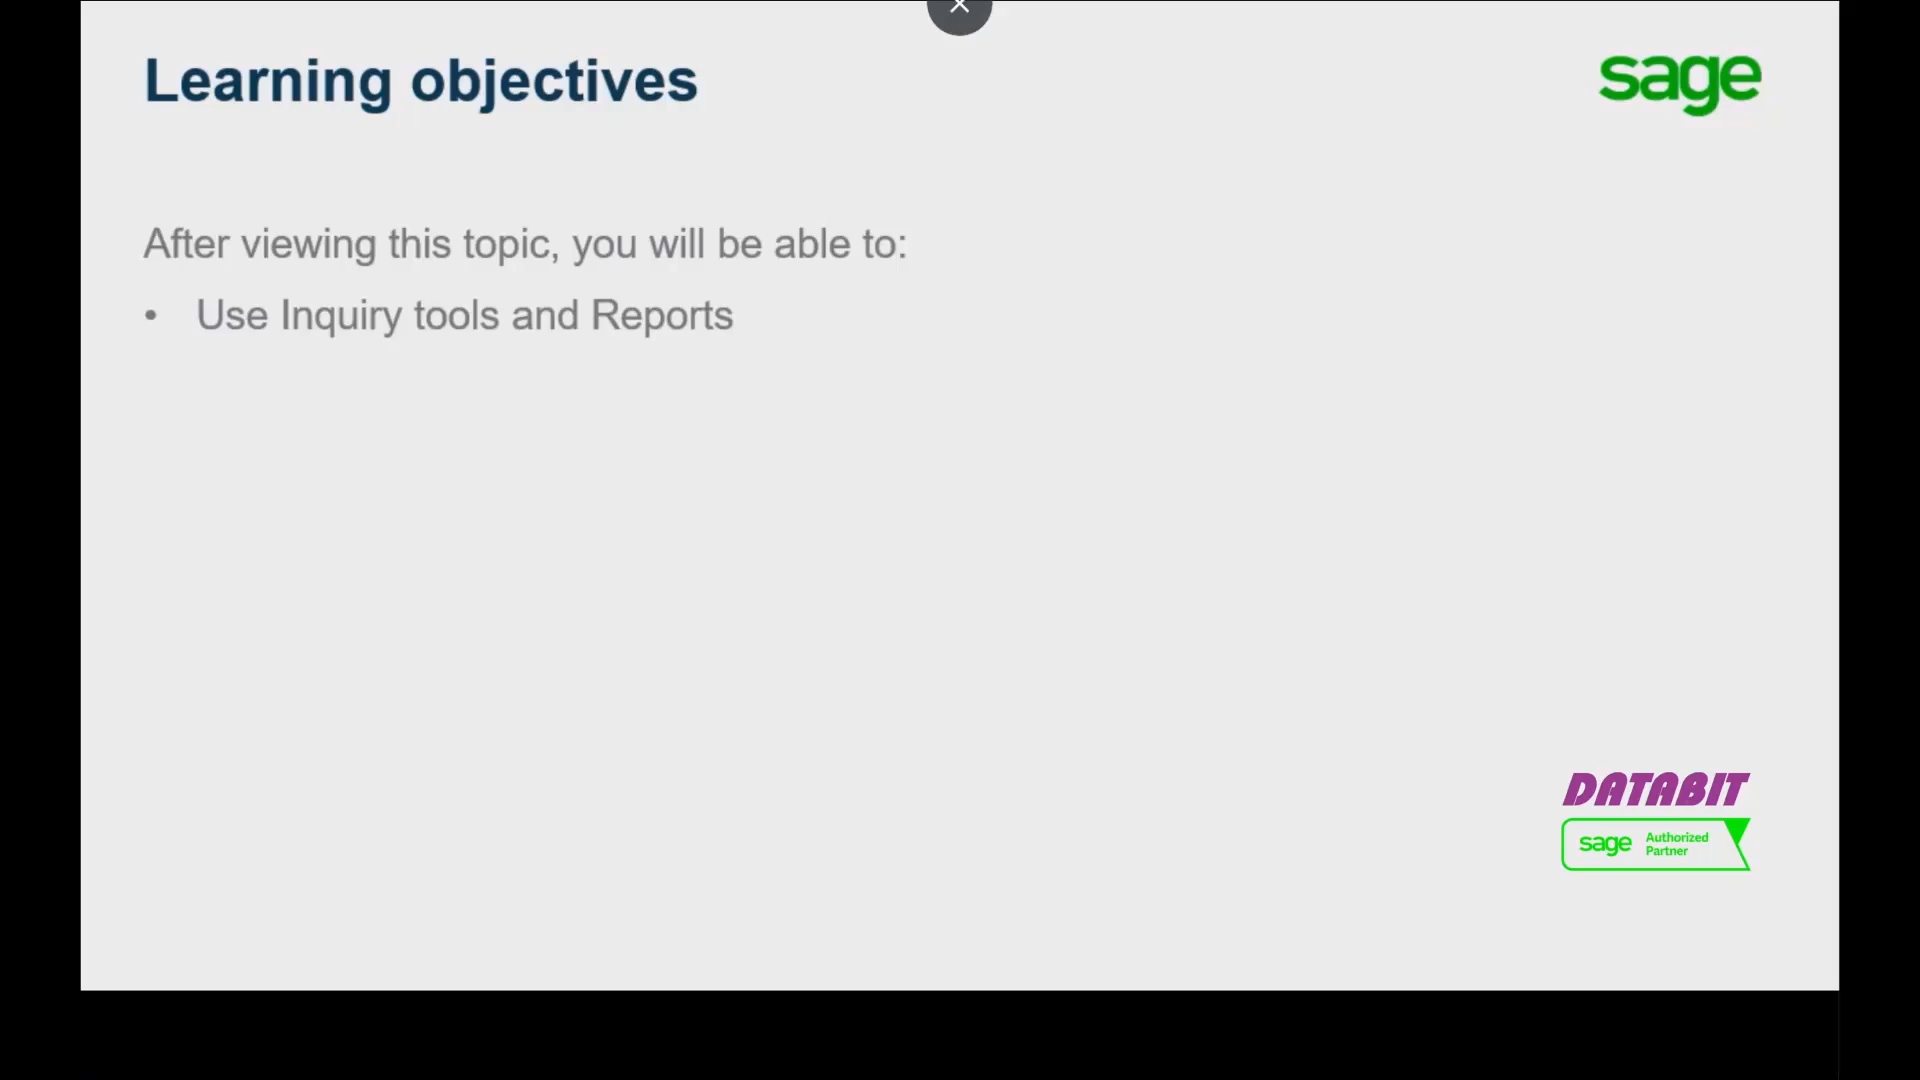 Learning objectives
sage
After viewing this topic, you will be able to:
• Use Inquiry tools and Reports
DATABIT
sage Authorized
Partner